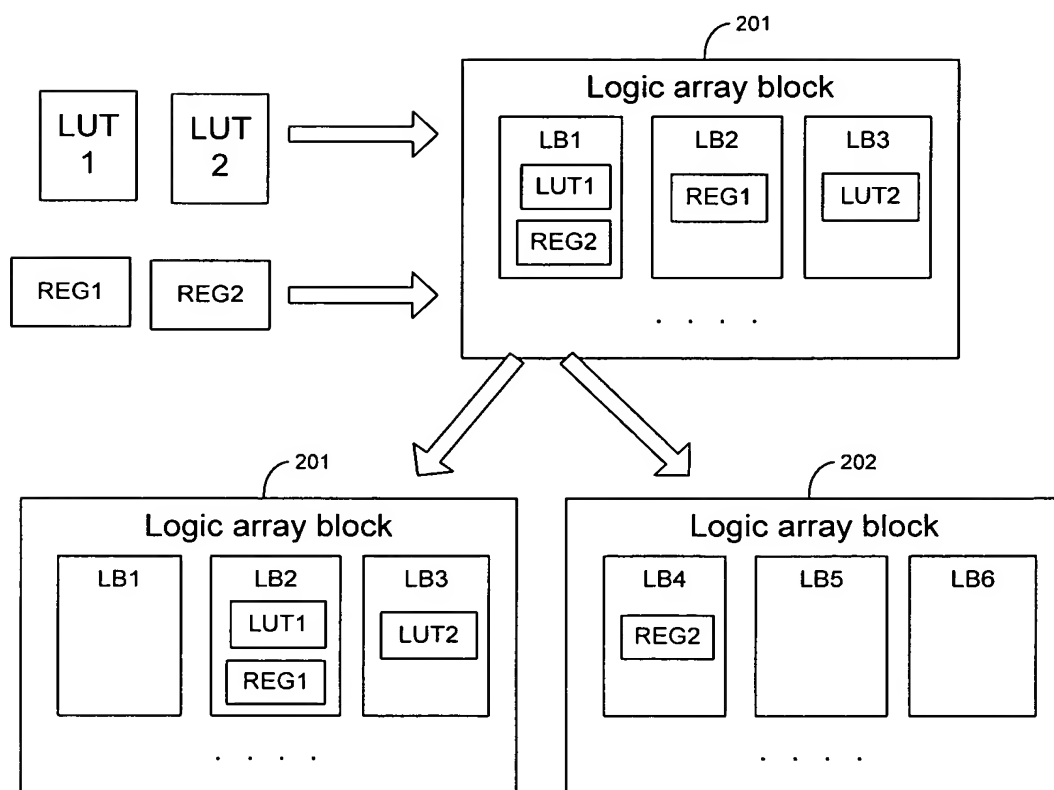 201
Logic array block
LUT
1
LUT
2
LB1
LB2
LB3
LUT1
REG1
LUT2
REG2
REG1
REG2
. . . .
201
202
Logic array block
Logic array block
LB1
LB2
LB3
LB4
LB5
LB6
LUT1
LUT2
REG2
REG1
. . . .
. . . .